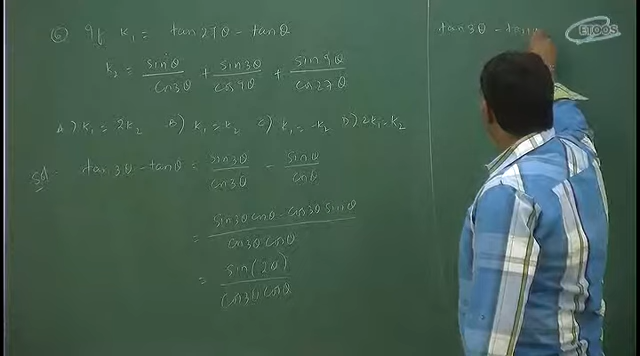 6) If k₁ = tan27θ - tanθ
k₂ = sinθ/cos3θ + sin3θ/cos9θ + sin9θ/cos27θ
A) k₁ = 2k₂ B) k₁ = k₂ C) k₁ = -k₂ D) 2k₁ = k₂
Sol tan3θ - tanθ = sin3θ/cos3θ - sinθ/cosθ
= sin3θ cosθ - cos3θ sinθ / cos3θ cosθ
= sin(2θ) / cos3θ cosθ
tan3θ - tan
ETOOS